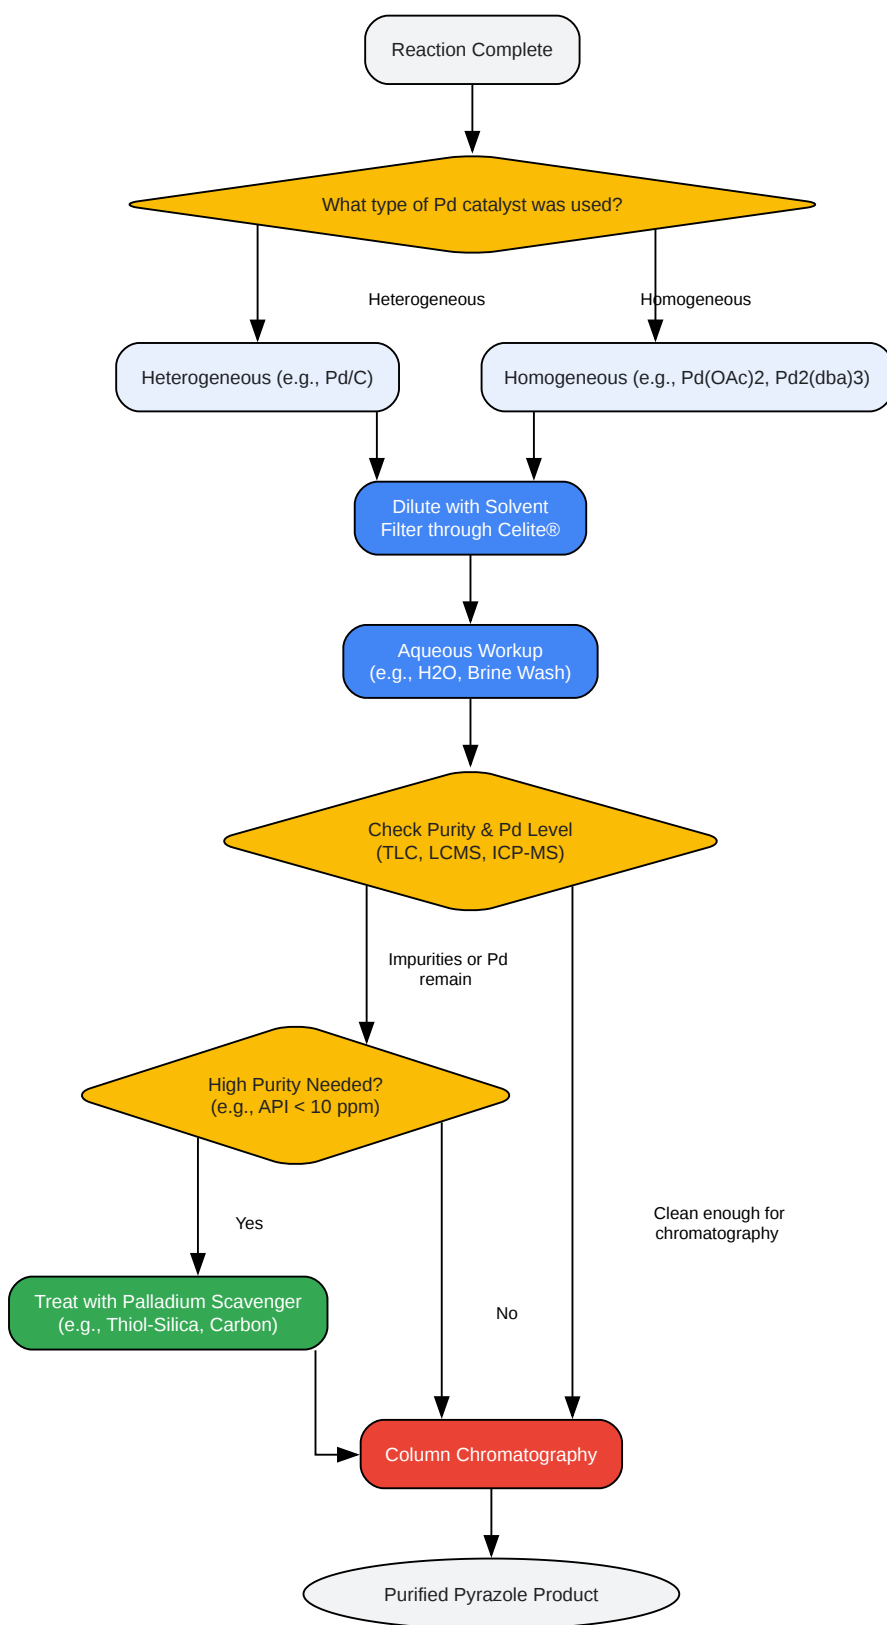 Reaction Complete
What type of Pd catalyst was used?
Heterogeneous
Homogeneous
Heterogeneous (e.g., Pd/C)
Homogeneous (e.g., Pd(OAc)2, Pd2(dba)3)
Dilute with Solvent
Filter through Celite®
Aqueous Workup
(e.g., H2O, Brine Wash)
Check Purity & Pd Level
(TLC, LCMS, ICP-MS)
Impurities or Pd
remain
High Purity Needed?
(e.g., API < 10 ppm)
Yes
Clean enough for
chromatography
Treat with Palladium Scavenger
(e.g., Thiol-Silica, Carbon)
No
Column Chromatography
Purified Pyrazole Product